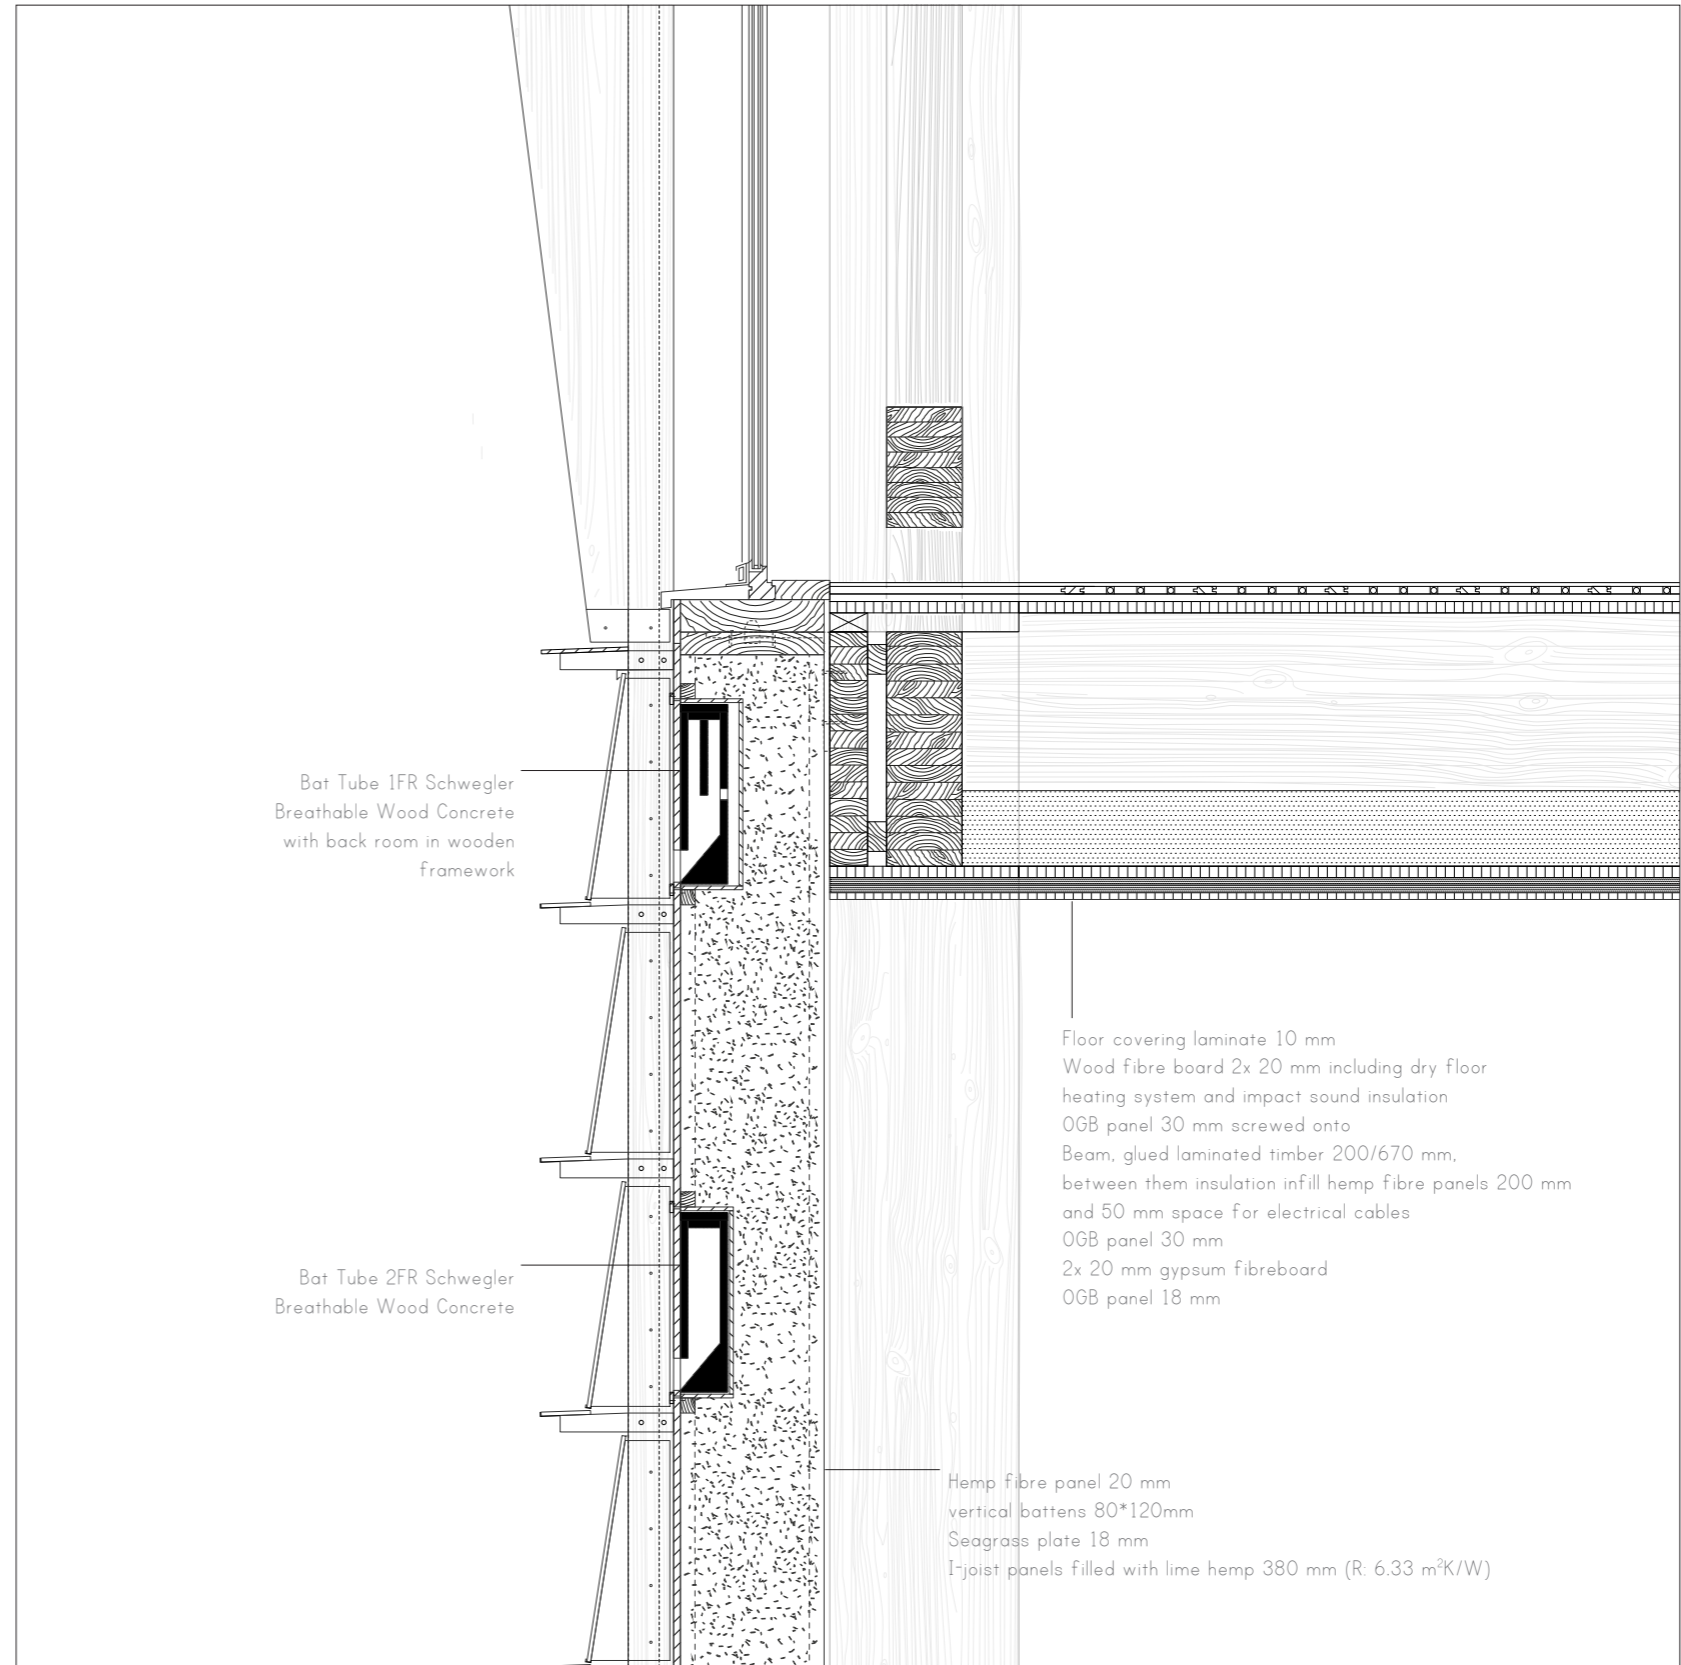 Bat Tube 1FR Schwegler
Breathable Wood Concrete
with back room in wooden
framework
Floor covering laminate 10 mm
Wood fibre board 2x 20 mm including dry floor
heating system and impact sound insulation
OGB panel 30 mm screwed onto
Beam, glued laminated timber 200/670 mm,
between them insulation infill hemp fibre panels 200 mm
and 50 mm space for electrical cables
OGB panel 30 mm
2x 20 mm gypsum fibreboard
OGB panel 18 mm
Bat Tube 2FR Schwegler
Breathable Wood Concrete
Hemp fibre panel 20 mm
vertical battens 80*120mm
Seagrass plate 18 mm
I-joist panels filled with lime hemp 380 mm (R: 6.33 m²K/W)